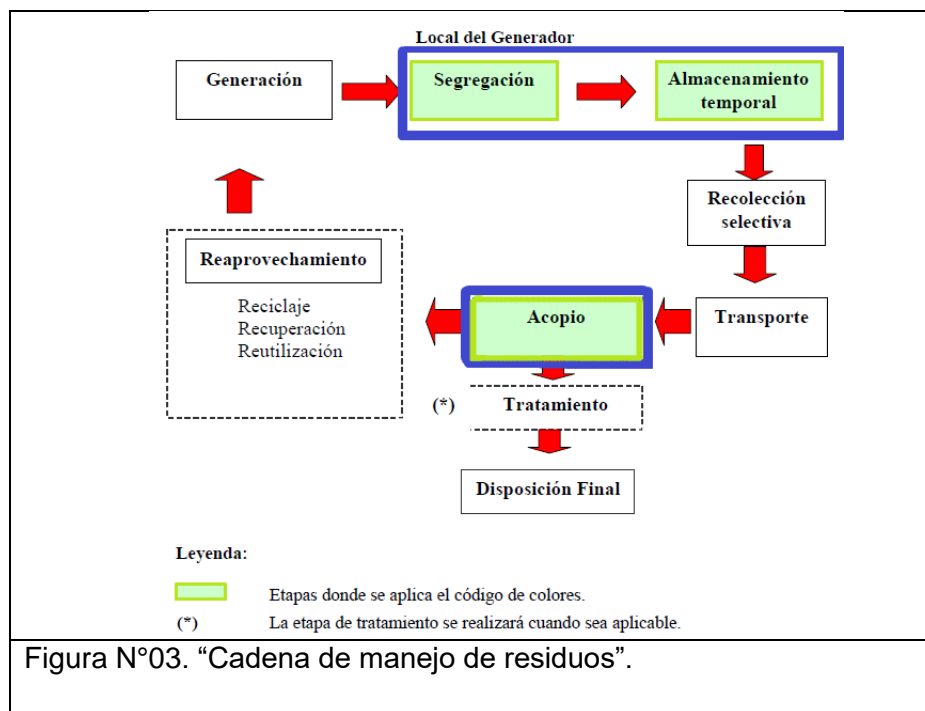 Local del Generador
Generación
Segregación
Almacenamiento
temporal
Recolección
selectiva
Reaprovechamiento
Reciclaje
Recuperación
Reutilización
Acopio
Transporte
(*)
Tratamiento
Disposición Final
Leyenda:
Etapas donde se aplica el código de colores.
(*) La etapa de tratamiento se realizará cuando sea aplicable.
Figura N°03. “Cadena de manejo de residuos”.